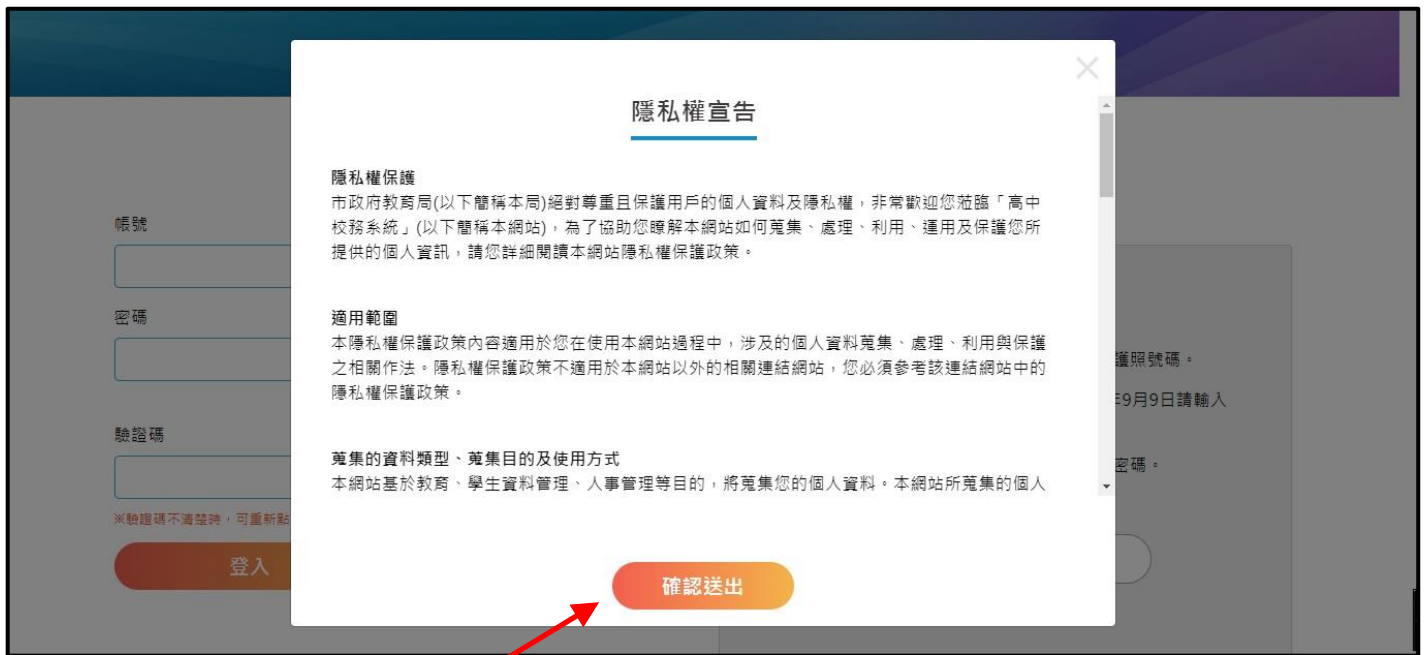 隱私權宣告
隱私權保護
市政府教育局(以下簡稱本局)絕對尊重且保護用戶的個人資料及隱私權，非常歡迎您蒞臨「高中
校務系統」(以下簡稱本網站)，為了協助您瞭解本網站如何蒐集、處理、利用、運用及保護您所
提供的個人資訊，請您詳細閱讀本網站隱私權保護政策。
適用範圍
本隱私權保護政策內容適用於您在使用本網站過程中，涉及的個人資料蒐集、處理、利用與保護
之相關作法。隱私權保護政策不適用於本網站以外的相關連結網站，您必須參考該連結網站中的
隱私權保護政策。
蒐集的資料類型、蒐集目的及使用方式
本網站基於教育、學生資料管理、人事管理等目的，將蒐集您的個人資料。本網站所蒐集的個人
確認送出
帳號
密碼
驗證碼
※驗證碼不清楚時，可重新點
登入
護照號碼。
9月9日請輸入
密碼。